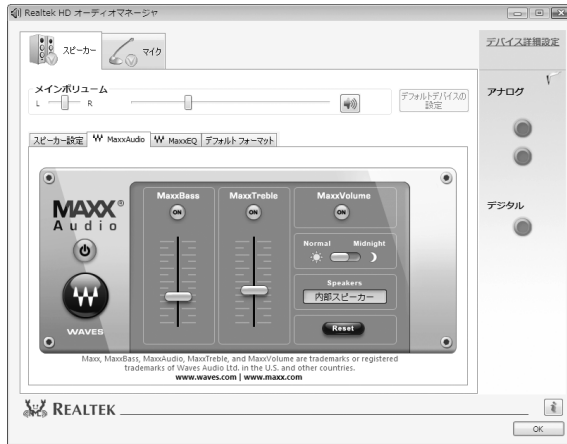 Realtek HD オーディオマネージャ
スピーカー
マイク
デバイス詳細設定
メインボリューム
L R
デフォルトデバイスの
設定
アナログ
デジタル
スピーカー設定 MaxxAudio MaxxEQ デフォルト フォーマット
MAXX®
Audio
WAVES
MaxxBass MaxxTreble MaxxVolume
ON ON ON
Normal Midnight
Speakers
内部スピーカー
Reset
Maxx, MaxxBass, MaxxAudio, MaxxTreble, and MaxxVolume are trademarks or registered
trademarks of Waves Audio Ltd. in the U.S. and other countries.
www.waves.com | www.maxx.com
REALTEK
i
OK